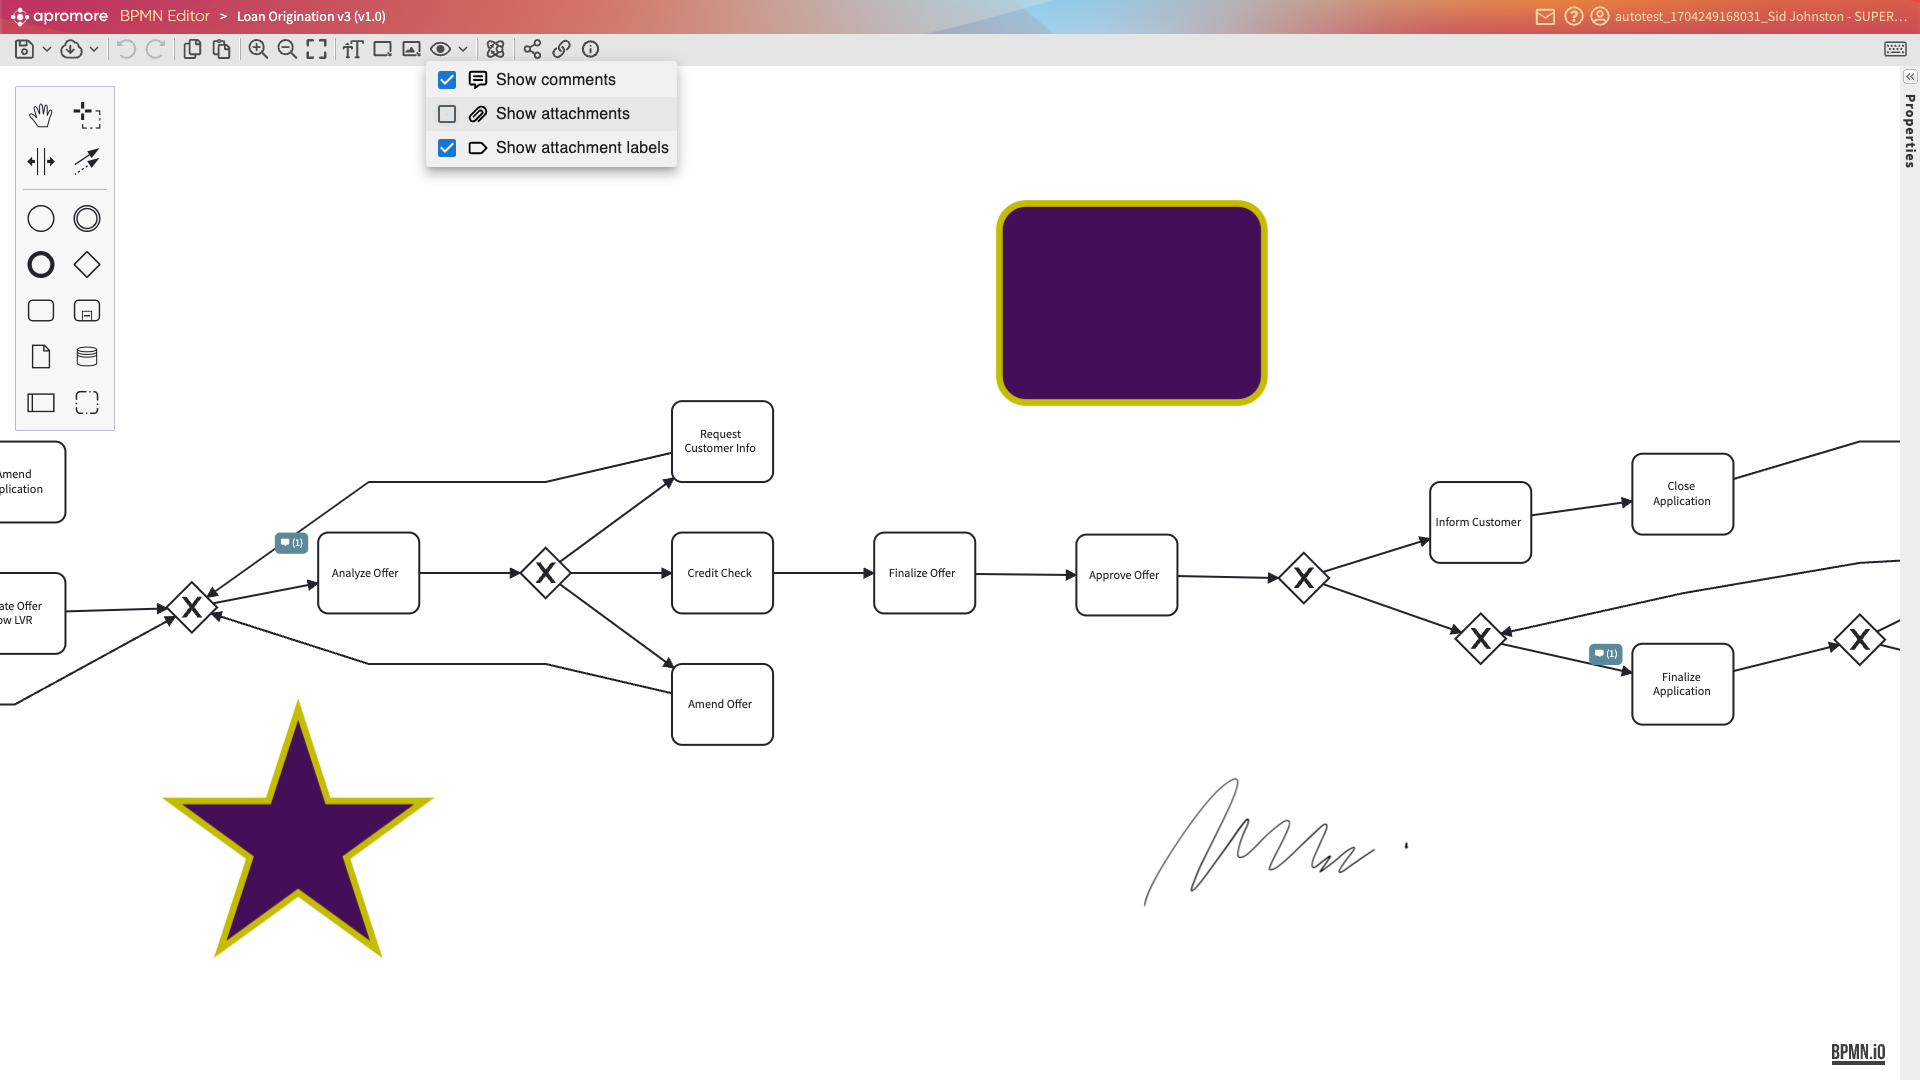 apromore BPMN Editor > Loan Origination v3 (v1.0)
autotest_1704249168031_Sid Johnston - SUPER...
Show comments
Show attachments
Show attachment labels
Properties
Request
Customer Info
Amend
plication
(1)
Analyze Offer
X
Credit Check
Finalize Offer
Approve Offer
X
Inform Customer
Close
Application
ate Offer
ow LVR
X
X
(1)
X
Finalize
Application
Amend Offer
BPMN.iO